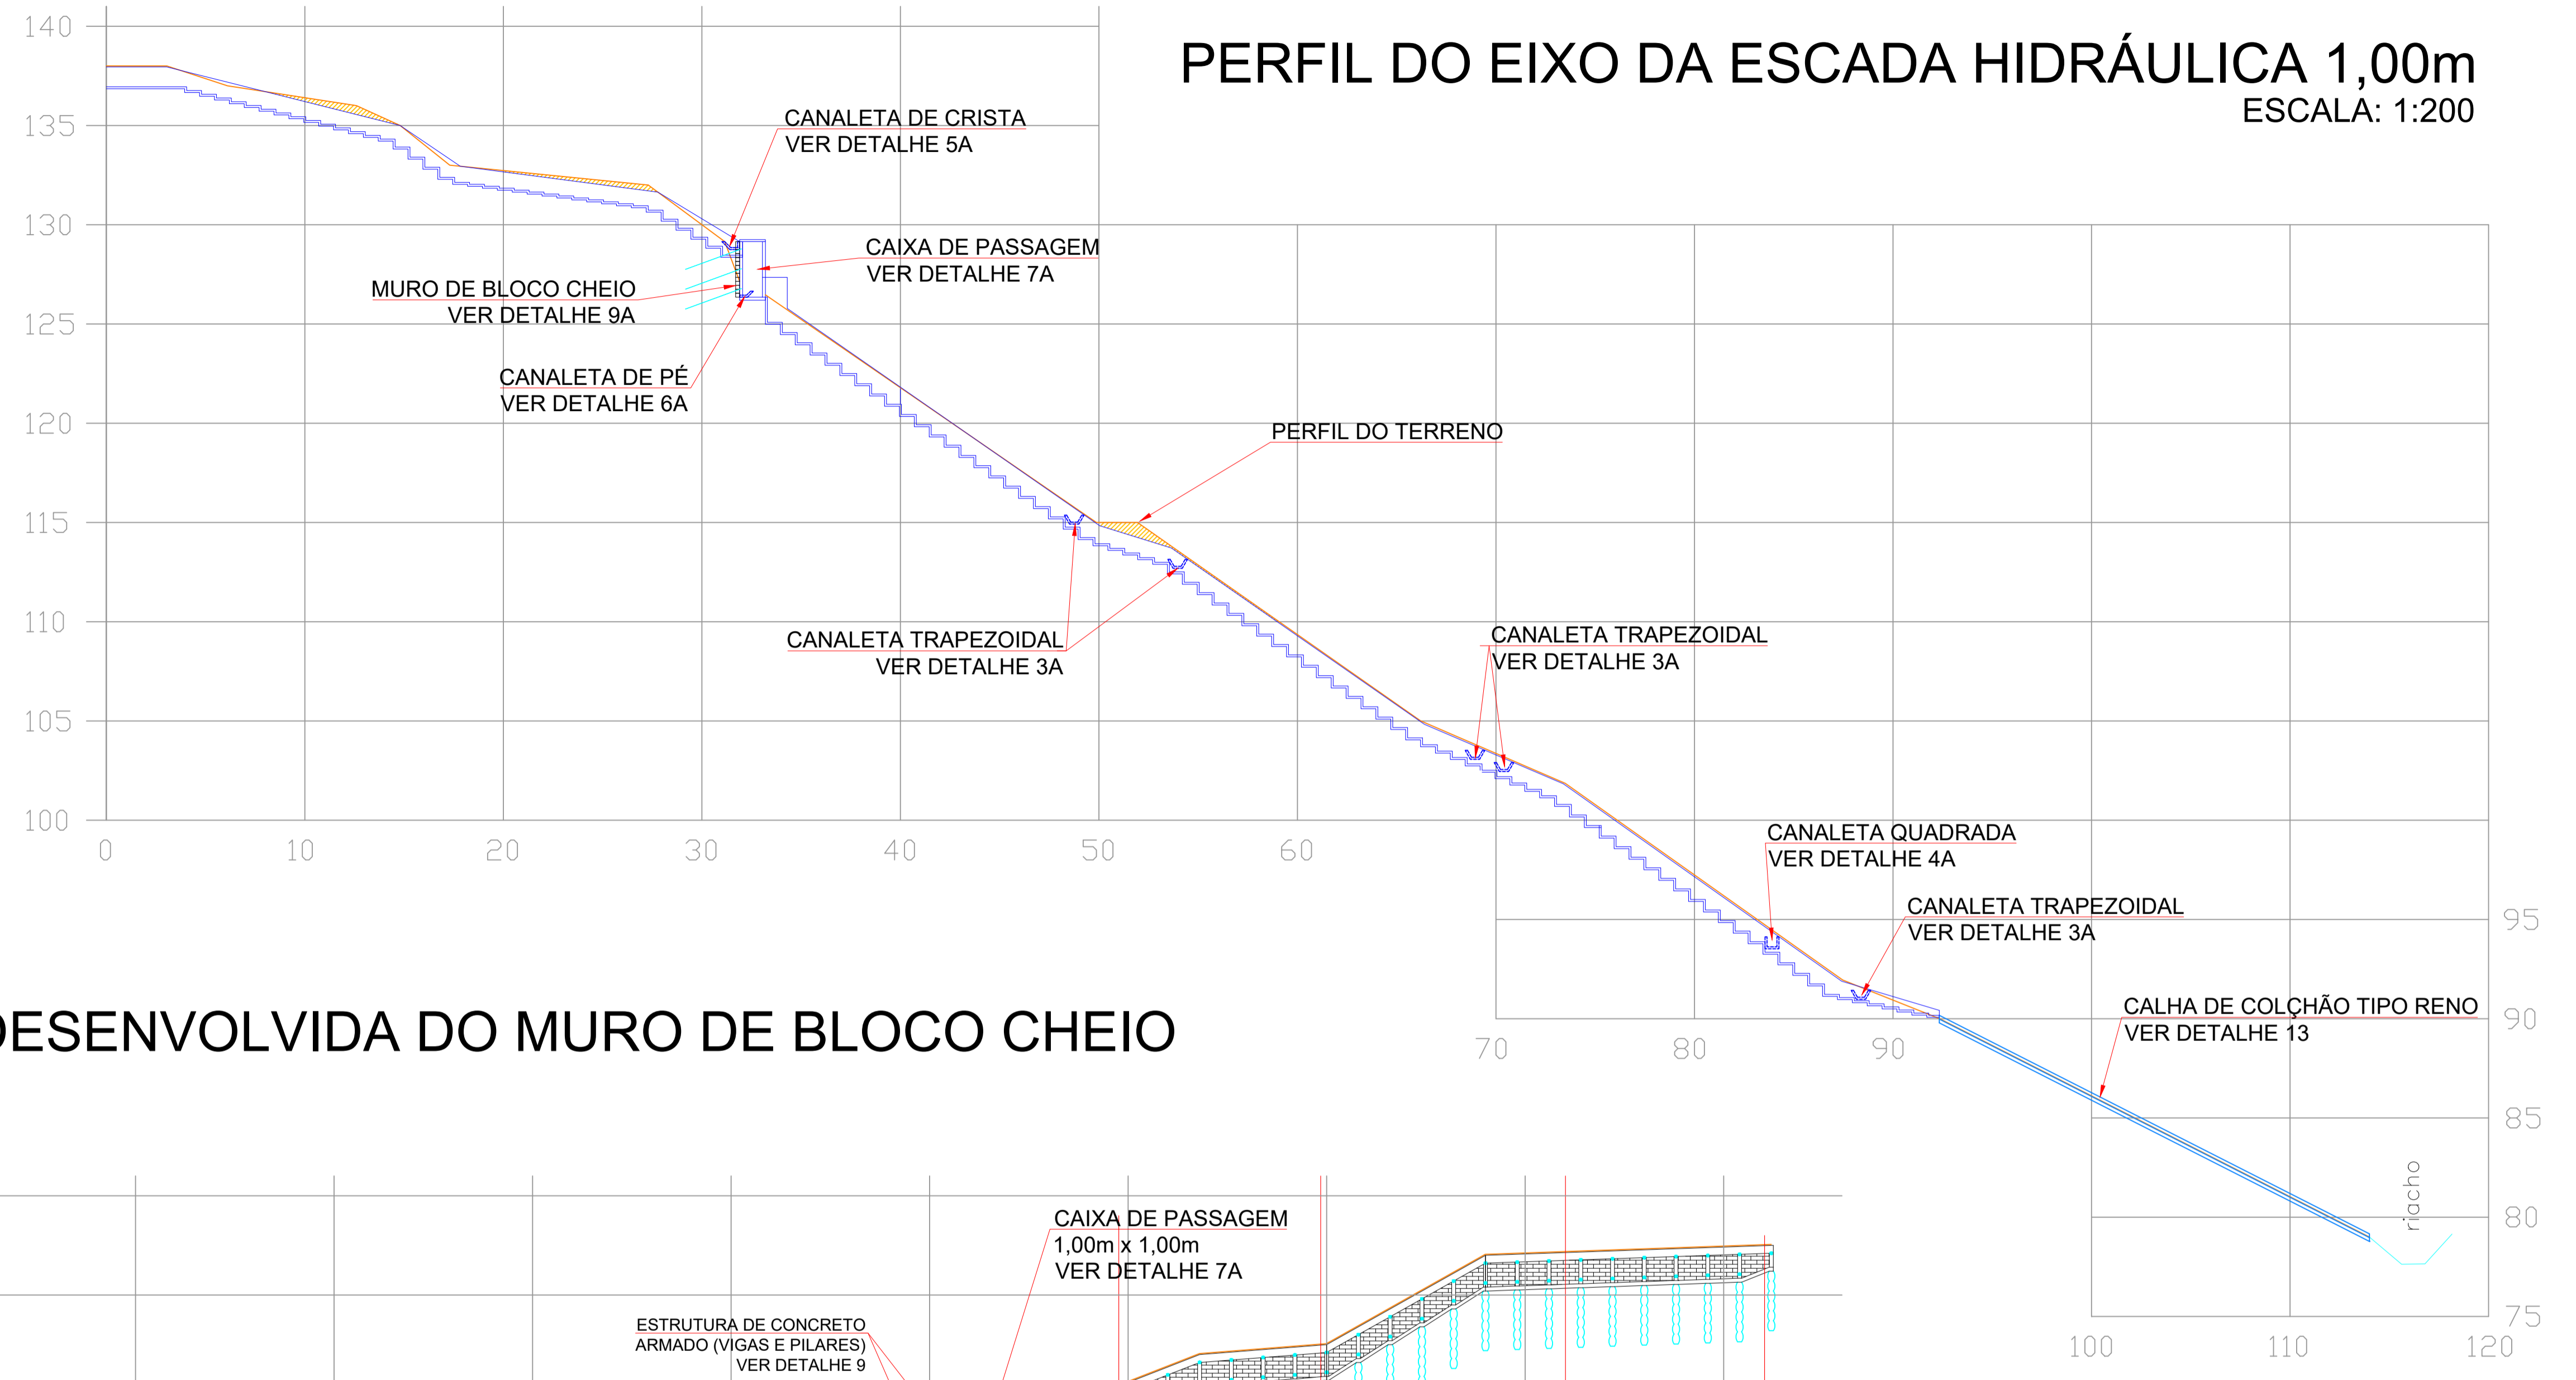 PERFIL DO EIXO DA ESCADA HIDRÁULICA 1,00m
ESCALA: 1:200
140
135
130
125
120
115
110
105
100
0
10
20
30
40
50
60
CANALETA DE CRISTA
VER DETALHE 5A
CAIXA DE PASSAGEM
VER DETALHE 7A
MURO DE BLOCO CHEIO
VER DETALHE 9A
CANALETA DE PÉ
VER DETALHE 6A
PERFIL DO TERRENO
CANALETA TRAPEZOIDAL
VER DETALHE 3A
CANALETA TRAPEZOIDAL
VER DETALHE 3A
CANALETA QUADRADA
VER DETALHE 4A
CANALETA TRAPEZOIDAL
VER DETALHE 3A
CALHA DE COLÇHÃO TIPO RENO
VER DETALHE 13
95
90
85
80
75
70
80
90
100
110
120
riacho
DESENVOLVIDA DO MURO DE BLOCO CHEIO
CAIXA DE PASSAGEM
1,00m x 1,00m
VER DETALHE 7A
ESTRUTURA DE CONCRETO
ARMADO (VIGAS E PILARES)
VER DETALHE 9